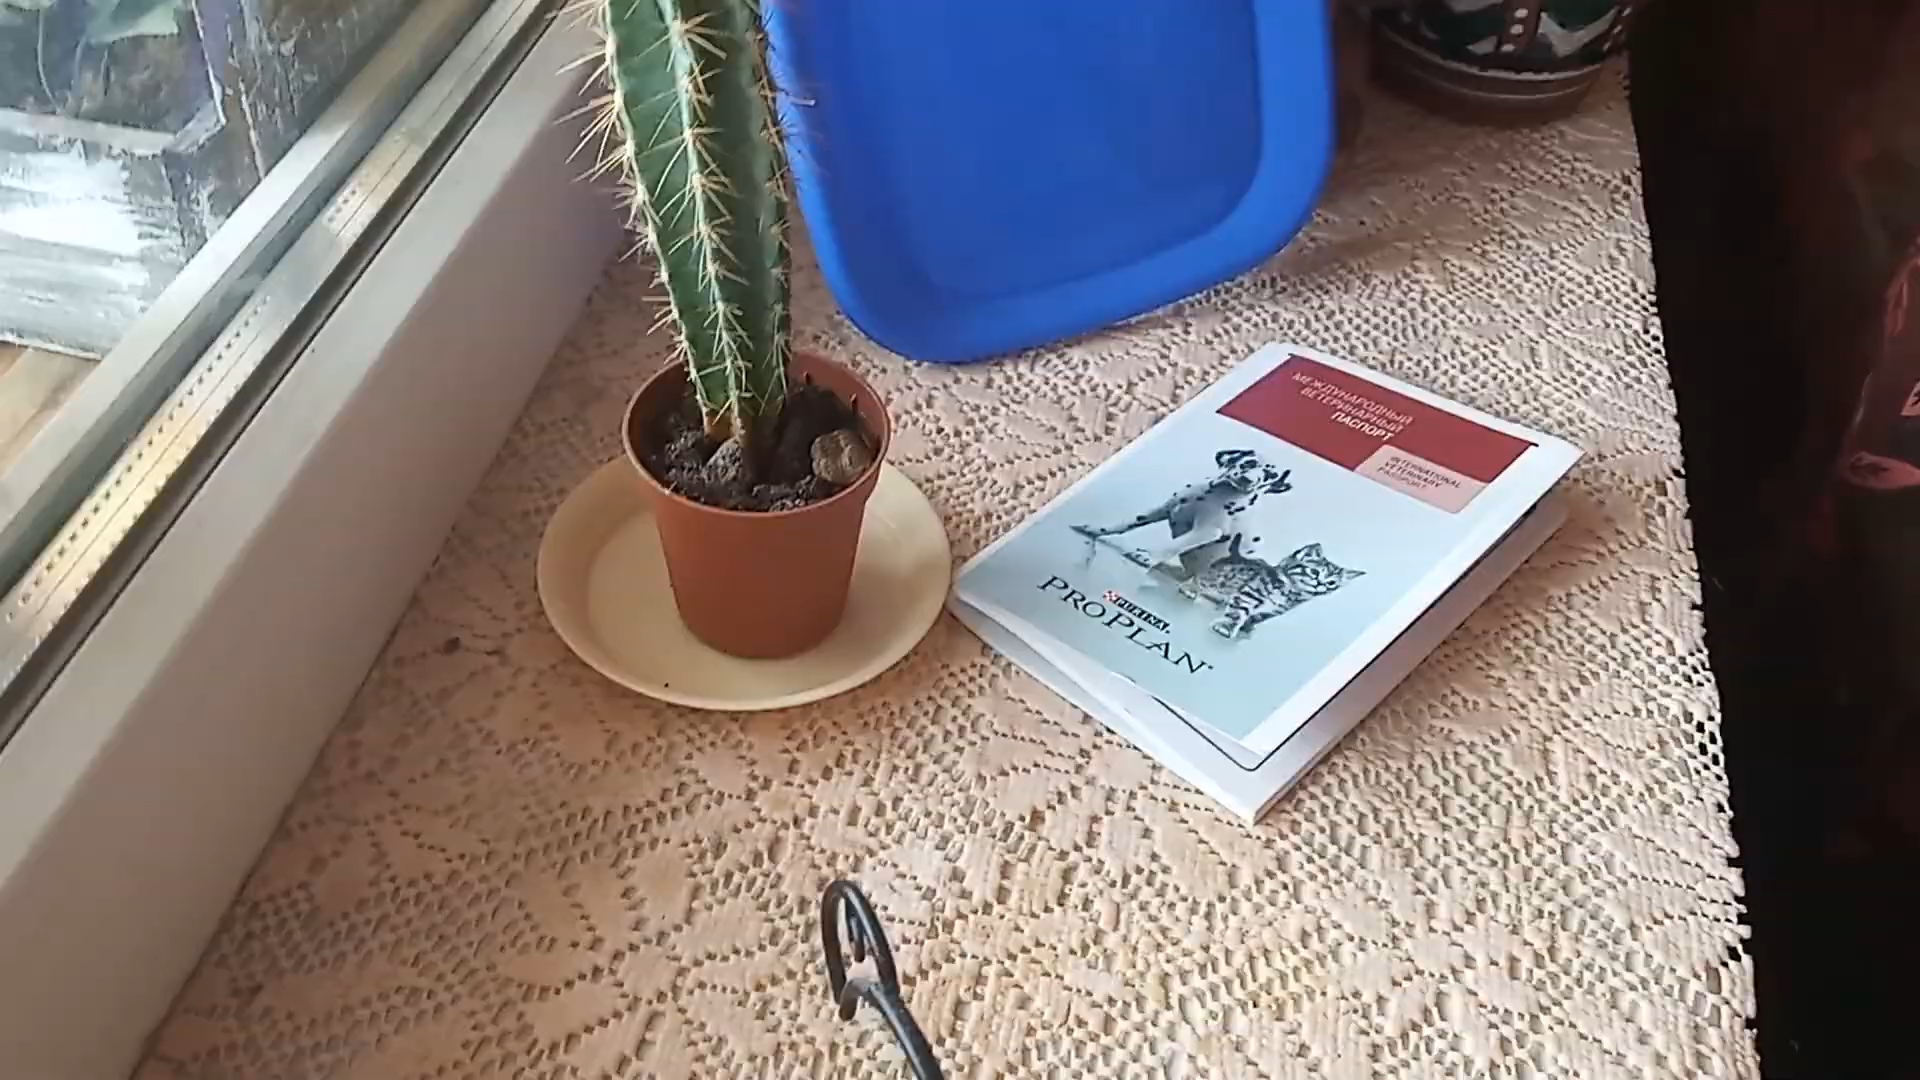 МЕЖДУНАРОДНЫЙ
ВЕТЕРИНАРНЫЙ
ПАСПОРТ
INTERNATIONAL
VETERINARY
PASSPORT
PURINA
PRO PLAN